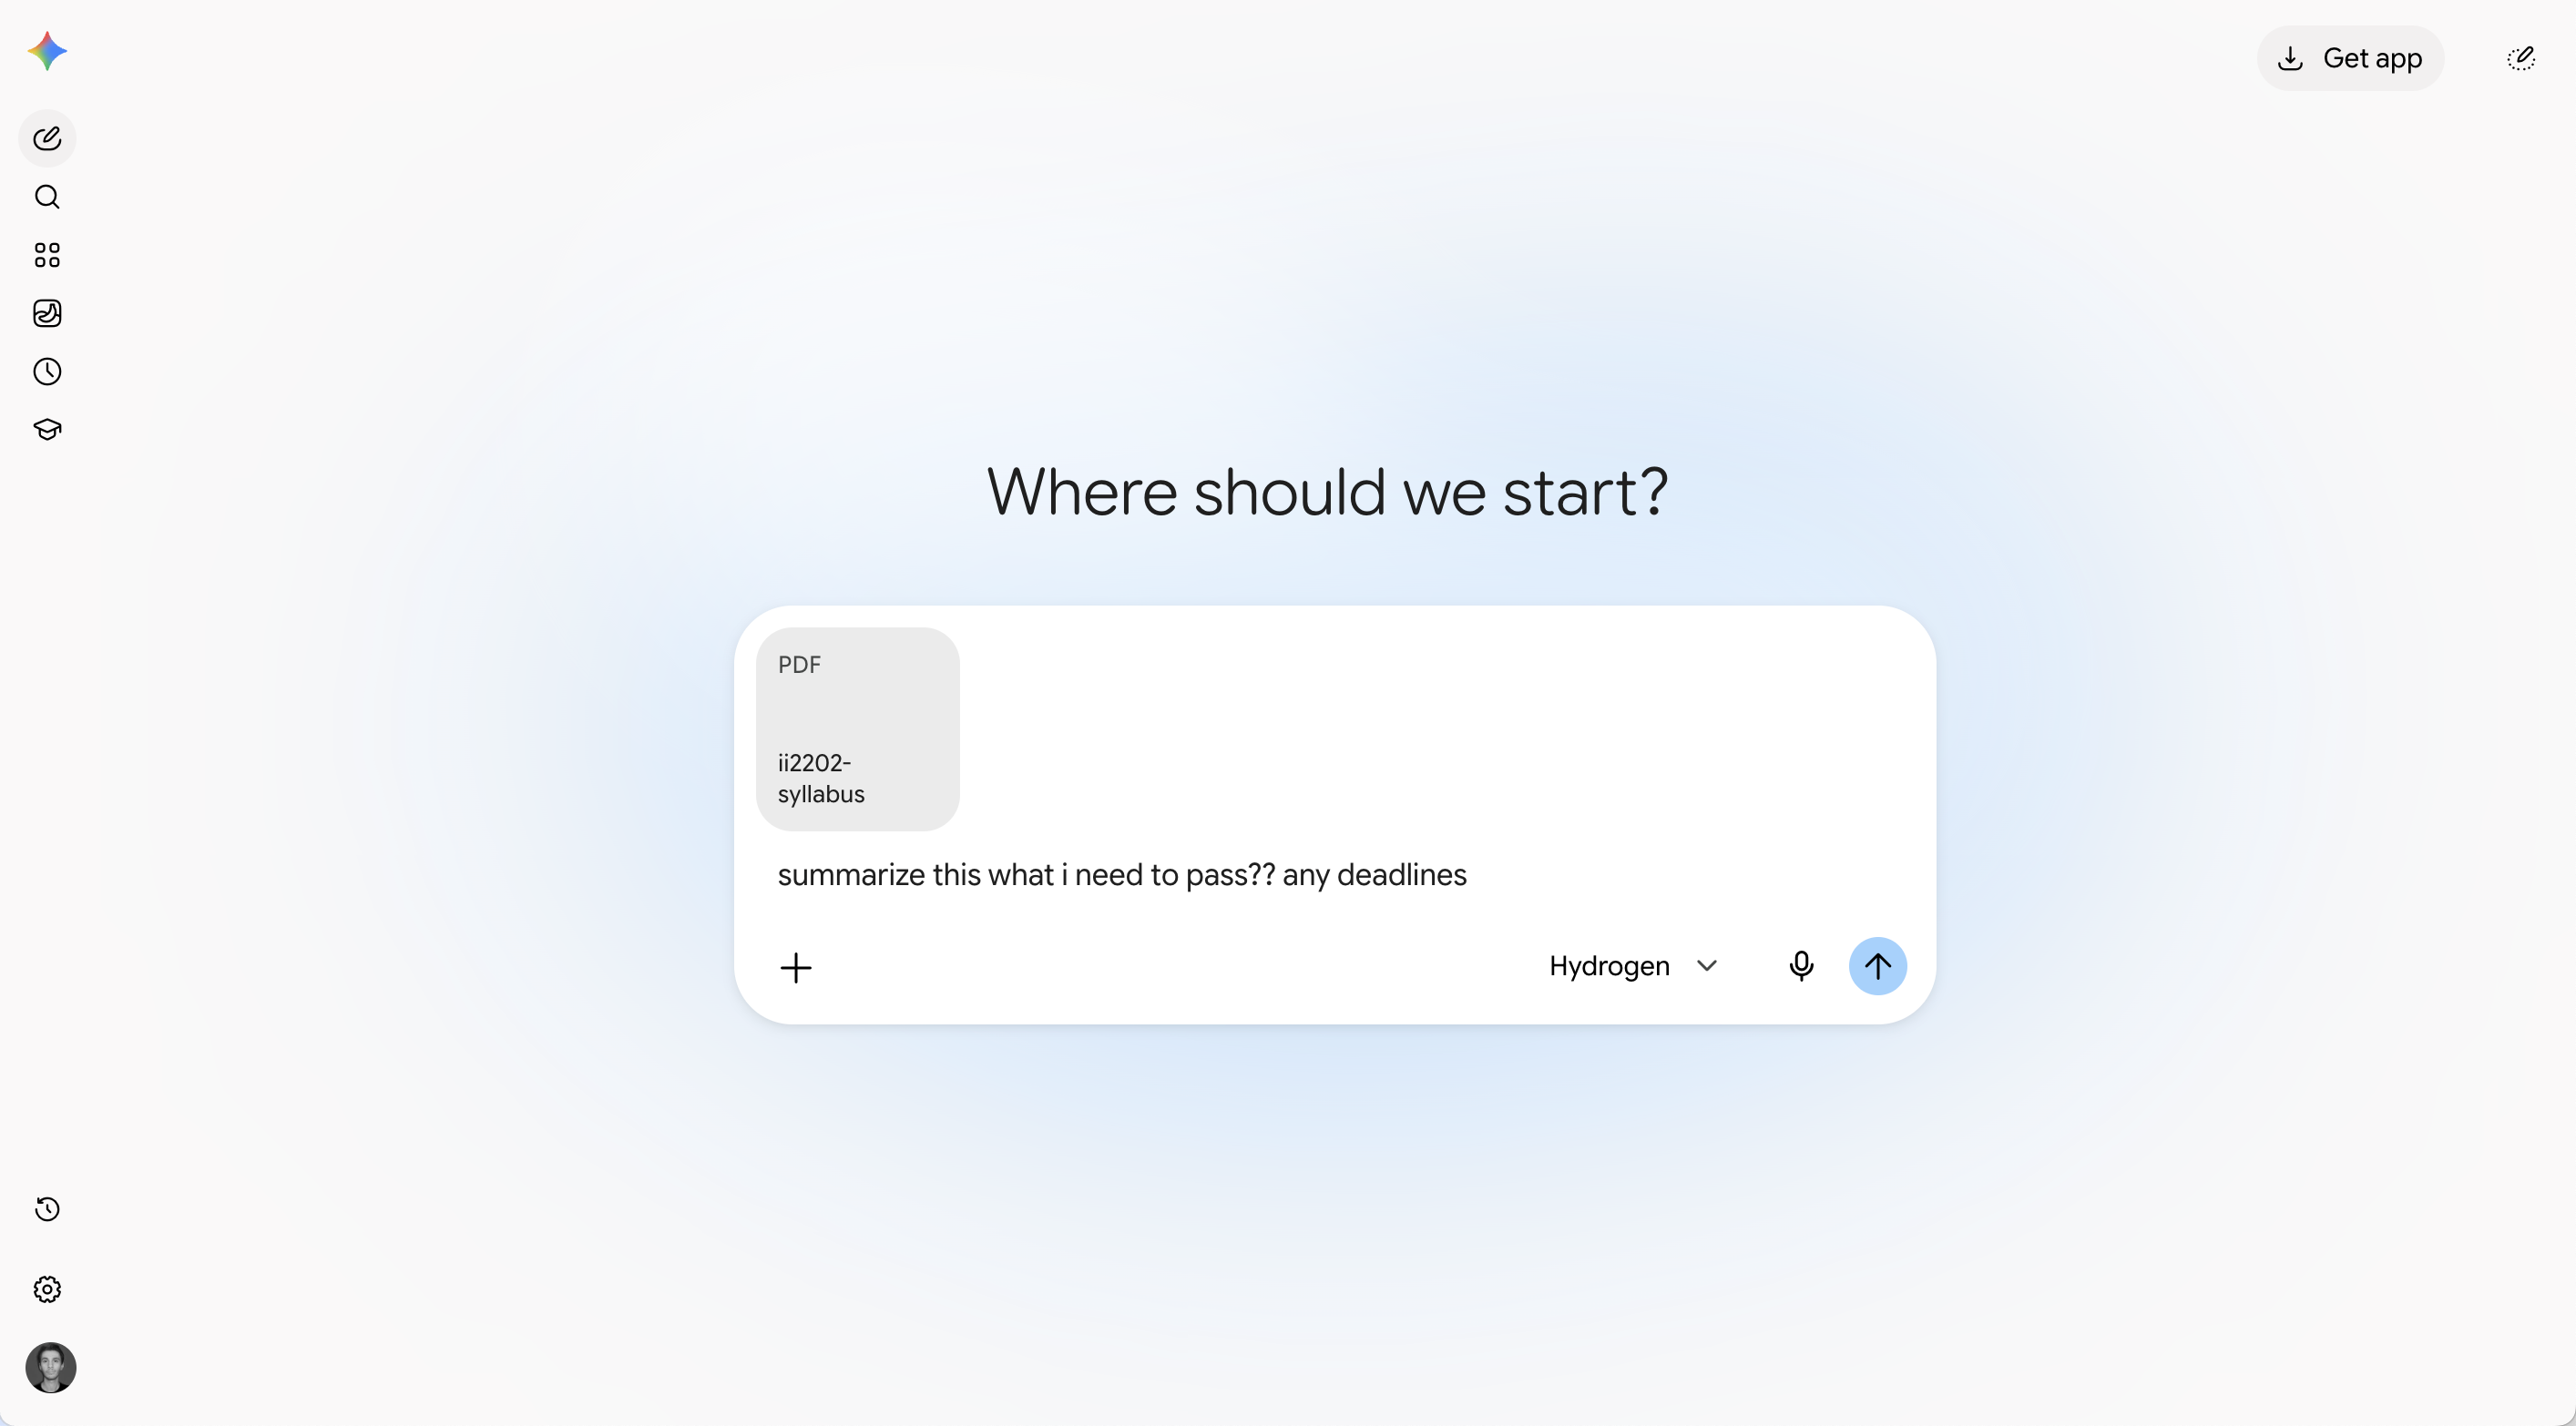 Get app
Where should we start?
PDF
ii2202-
syllabus
summarize this what i need to pass?? any deadlines
Hydrogen